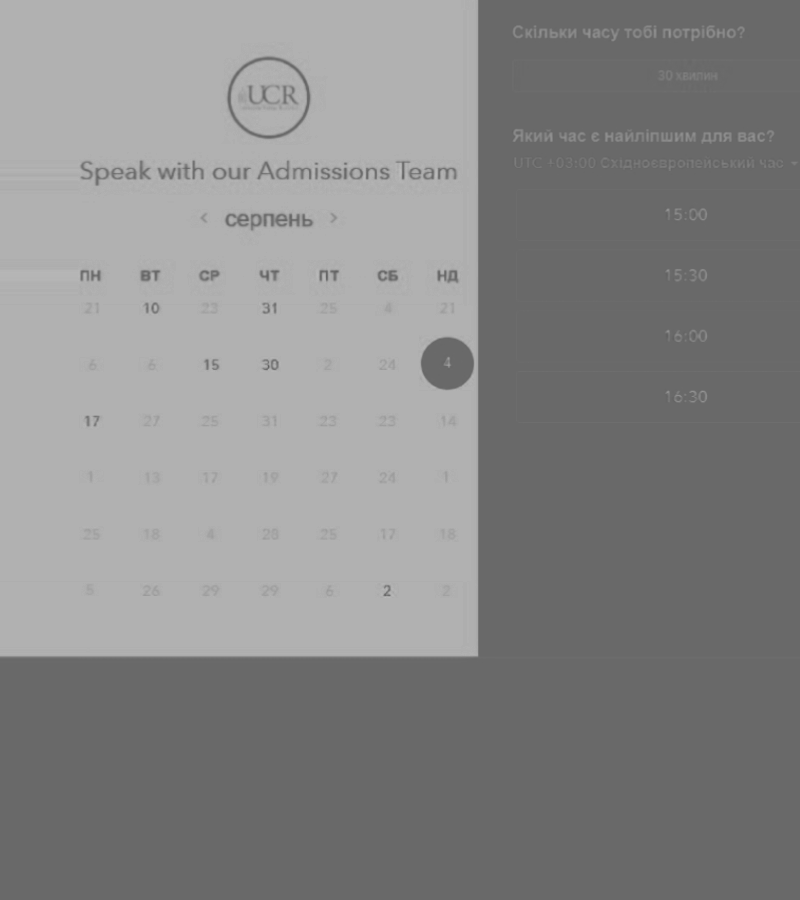 UCR
Speak with our Admissions Team
< серпень >
ПН ВТ СР ЧТ ПТ СБ НД
21 10 23 31 25 4 21
6 6 15 30 2 24 4
17 27 25 31 23 23 14
1 13 17 19 27 24 1
25 18 4 28 25 17 18
5 26 29 29 6 2 2
Скільки часу тобі потрібно?
30 хвилин
Який час є найліпшим для вас?
UTC +03:00 Східноєвропейський час
15:00
15:30
16:00
16:30